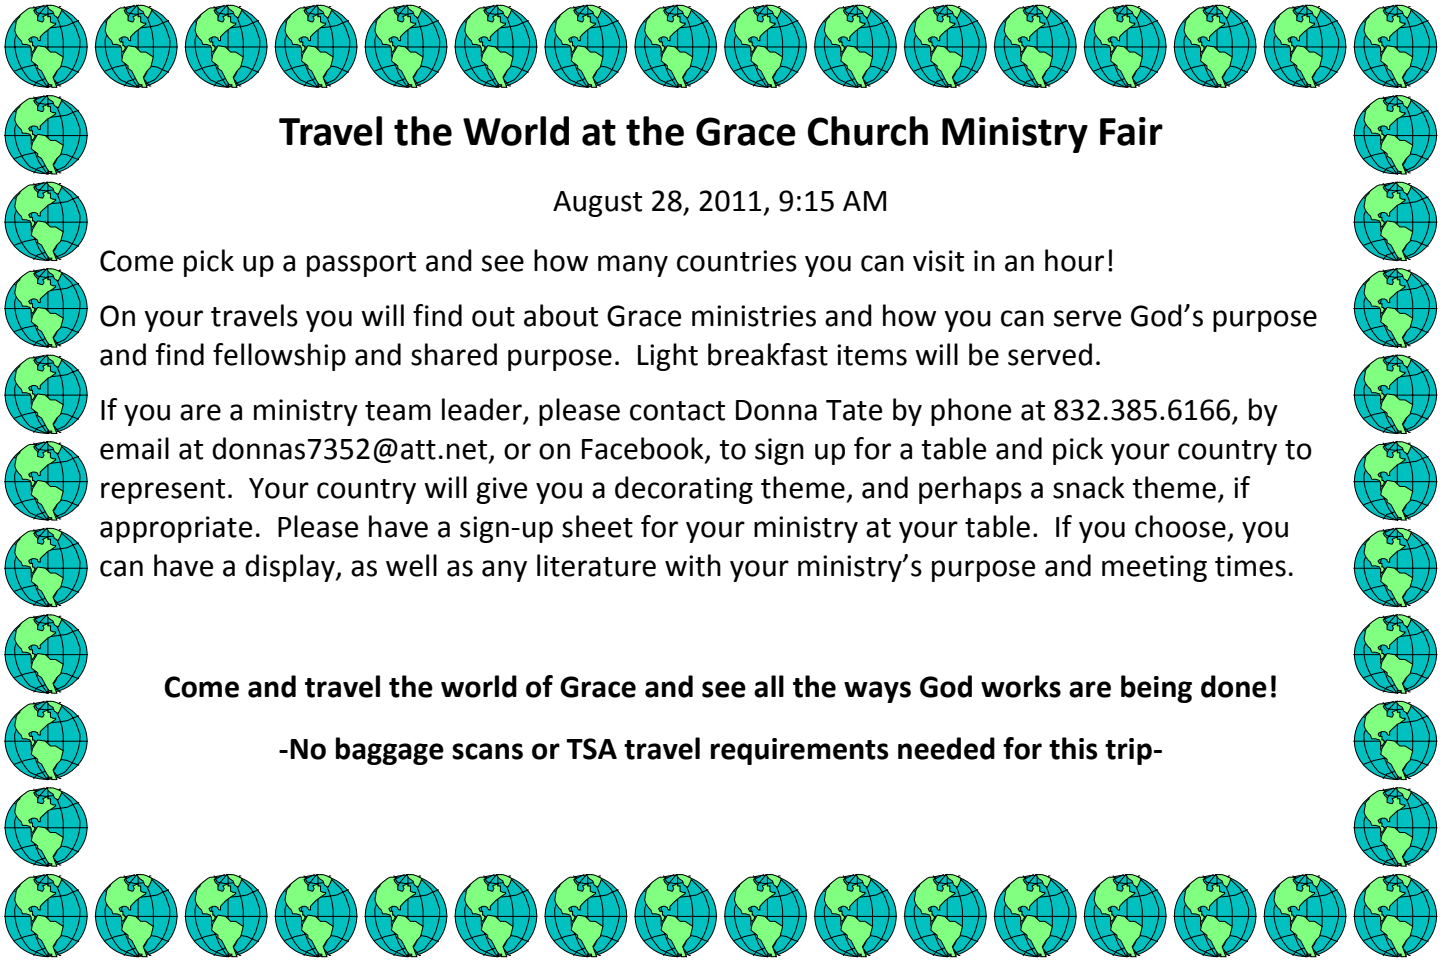 Travel the World at the Grace Church Ministry Fair
August 28, 2011, 9:15 AM
Come pick up a passport and see how many countries you can visit in an hour!
On your travels you will find out about Grace ministries and how you can serve God’s purpose
and find fellowship and shared purpose.  Light breakfast items will be served.
If you are a ministry team leader, please contact Donna Tate by phone at 832.385.6166, by
email at donnas7352@att.net, or on Facebook, to sign up for a table and pick your country to
represent.  Your country will give you a decorating theme, and perhaps a snack theme, if
appropriate.  Please have a sign-up sheet for your ministry at your table.  If you choose, you
can have a display, as well as any literature with your ministry’s purpose and meeting times.
Come and travel the world of Grace and see all the ways God works are being done!
-No baggage scans or TSA travel requirements needed for this trip-